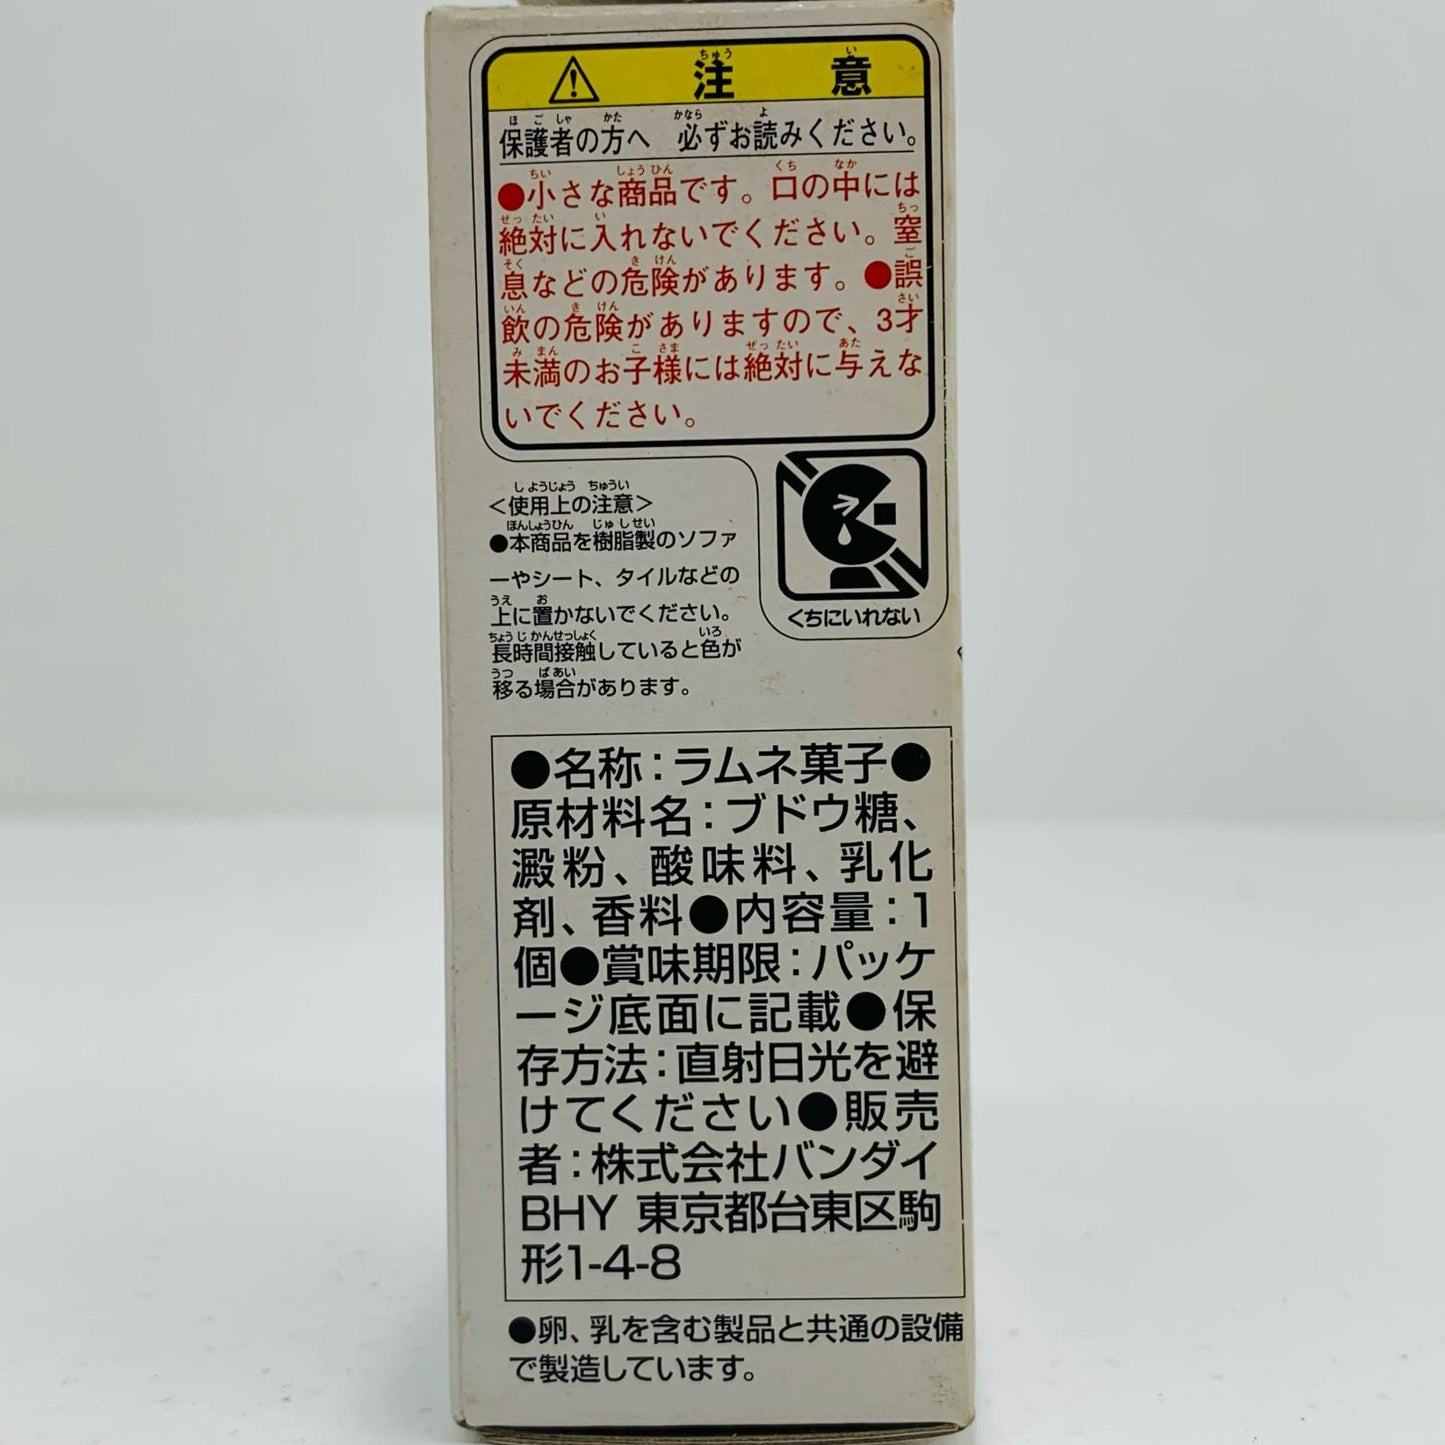 注意
保護者の方へ 必ずお読みください。
●小さな商品です。口の中には
絶対に入れないでください。窒
息などの危険があります。●誤
飲の危険がありますので、3才
未満のお子様には絶対に与えな
いでください。
くちにいれない
<使用上の注意>
●本商品を樹脂製のソファ
ーやシート、タイルなどの
上に置かないでください。
長時間接触していると色が
移る場合があります。
●名称:ラムネ菓子●
原材料名:ブドウ糖、
澱粉、酸味料、乳化
剤、香料●内容量:1
個●賞味期限:パッケ
ージ底面に記載●保
存方法:直射日光を避
けてください●販売
者:株式会社バンダイ
BHY 東京都台東区駒
形1-4-8
●卵、乳を含む製品と共通の設備
で製造しています。